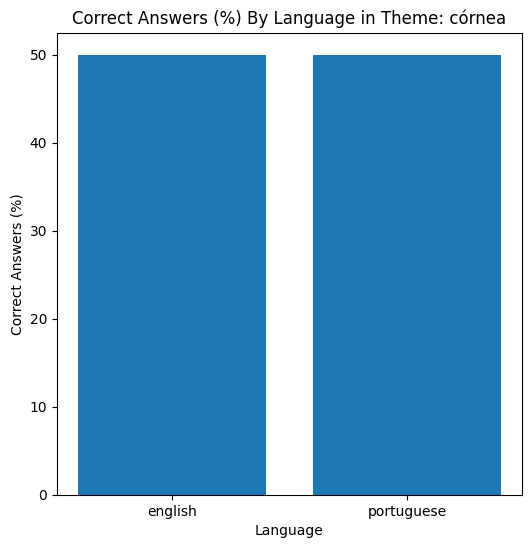 Correct Answers (%) By Language in Theme: córnea
50
40
30
20
10
0
Correct Answers (%)
english
portuguese
Language